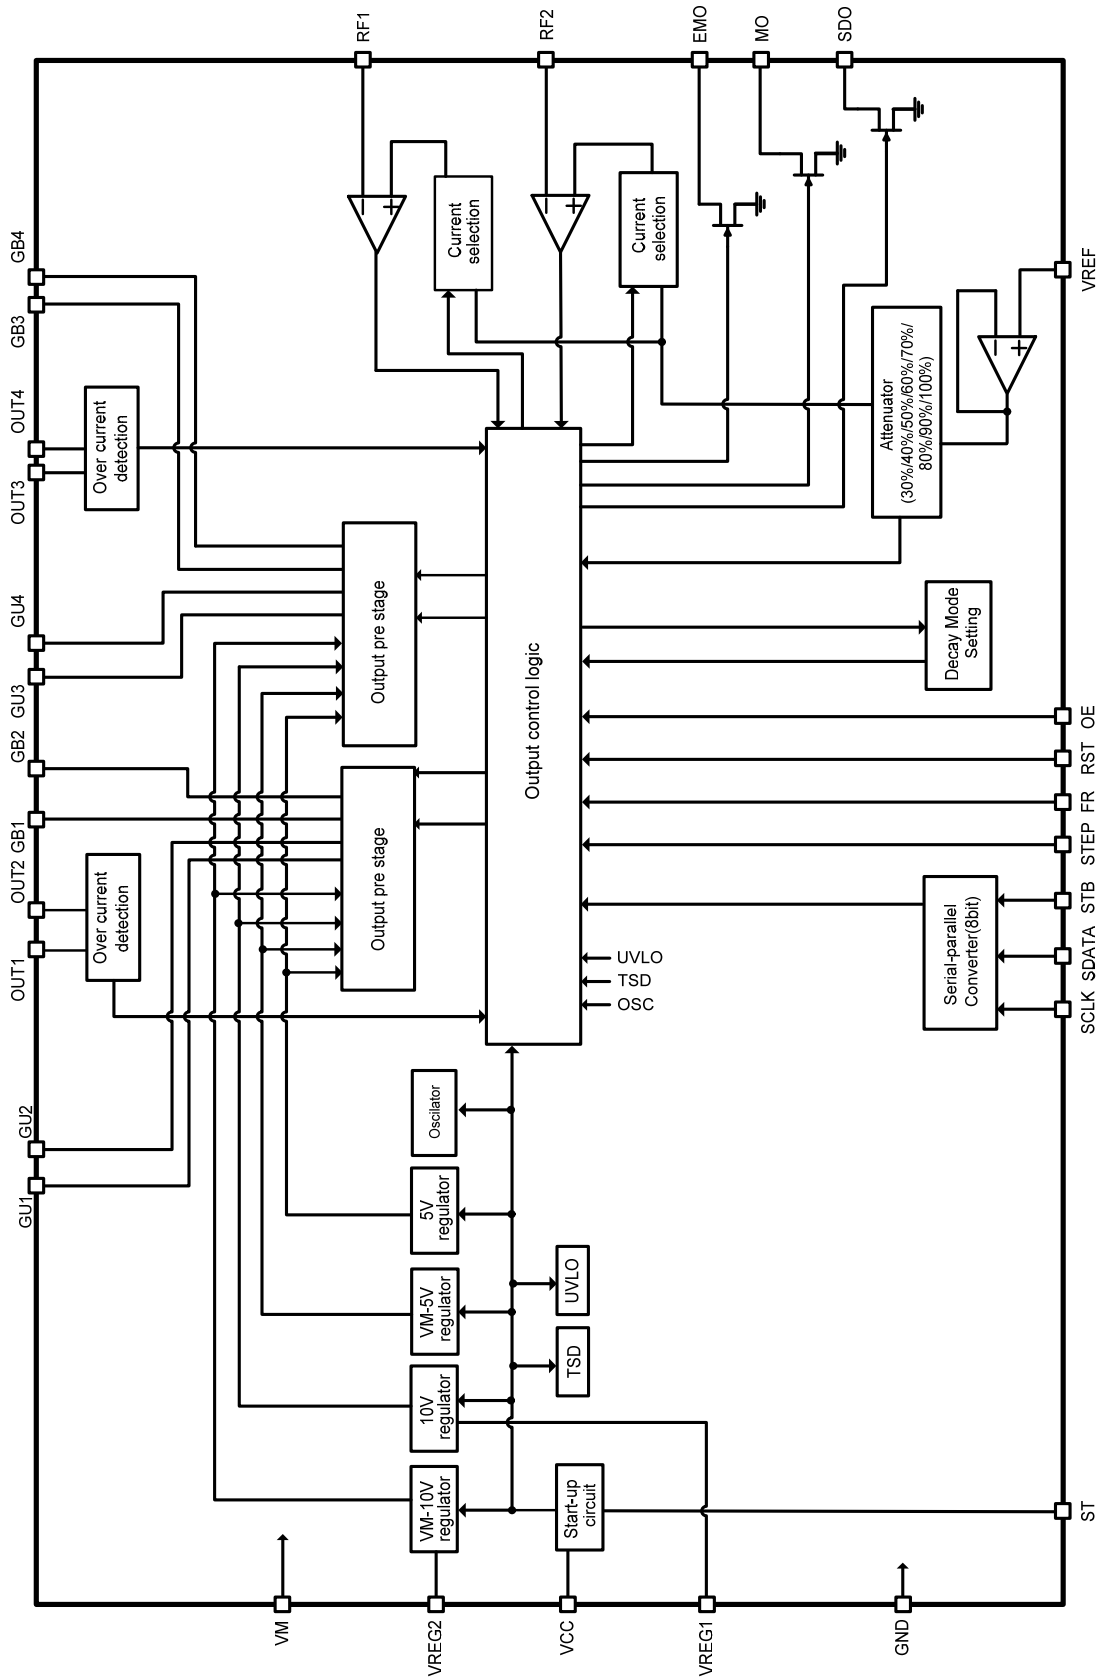 RF1
RF2
EMO
MO
SDO
GB4
GB3
OUT4
OUT3
GU4
GU3
GB2
GB1
OUT2
OUT1
GU2
GU1
VREF
OE
RST
FR
STEP
STB
SDATA
SCLK
ST
VM
VREG2
VCC
VREG1
GND
Current
selection
Current
selection
−
+
−
+
−
+
Attenuator
(30%/40%/50%/60%/70%/
80%/90%/100%)
Over current
detection
Over current
detection
Output pre stage
Output pre stage
Output control logic
Decay Mode
Setting
Serial-parallel
Converter(8bit)
UVLO
TSD
OSC
Oscilator
5V
regulator
VM-5V
regulator
10V
regulator
VM-10V
regulator
UVLO
TSD
Start-up
circuit